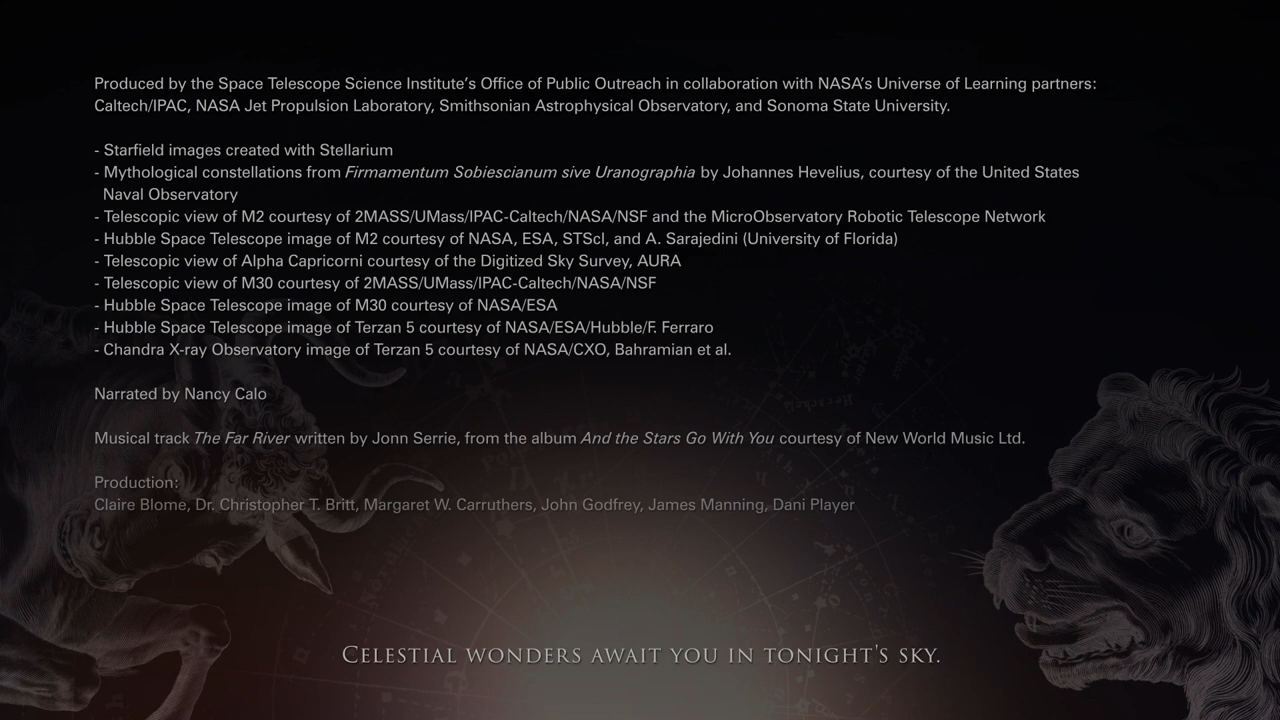 Produced by the Space Telescope Science Institute’s Office of Public Outreach in collaboration with NASA’s Universe of Learning partners:
Caltech/IPAC, NASA Jet Propulsion Laboratory, Smithsonian Astrophysical Observatory, and Sonoma State University.
- Starfield images created with Stellarium
- Mythological constellations from Firmamentum Sobiescianum sive Uranographia by Johannes Hevelius, courtesy of the United States
Naval Observatory
- Telescopic view of M2 courtesy of 2MASS/UMass/IPAC-Caltech/NASA/NSF and the MicroObservatory Robotic Telescope Network
- Hubble Space Telescope image of M2 courtesy of NASA, ESA, STScI, and A. Sarajedini (University of Florida)
- Telescopic view of Alpha Capricorni courtesy of the Digitized Sky Survey, AURA
- Telescopic view of M30 courtesy of 2MASS/UMass/IPAC-Caltech/NASA/NSF
- Hubble Space Telescope image of M30 courtesy of NASA/ESA
- Hubble Space Telescope image of Terzan 5 courtesy of NASA/ESA/Hubble/F. Ferraro
- Chandra X-ray Observatory image of Terzan 5 courtesy of NASA/CXO, Bahramian et al.
Narrated by Nancy Calo
Musical track The Far River written by Jonn Serrie, from the album And the Stars Go With You courtesy of New World Music Ltd.
Production:
Claire Blome, Dr. Christopher T. Britt, Margaret W. Carruthers, John Godfrey, James Manning, Dani Player
Celestial wonders await you in tonight's sky.